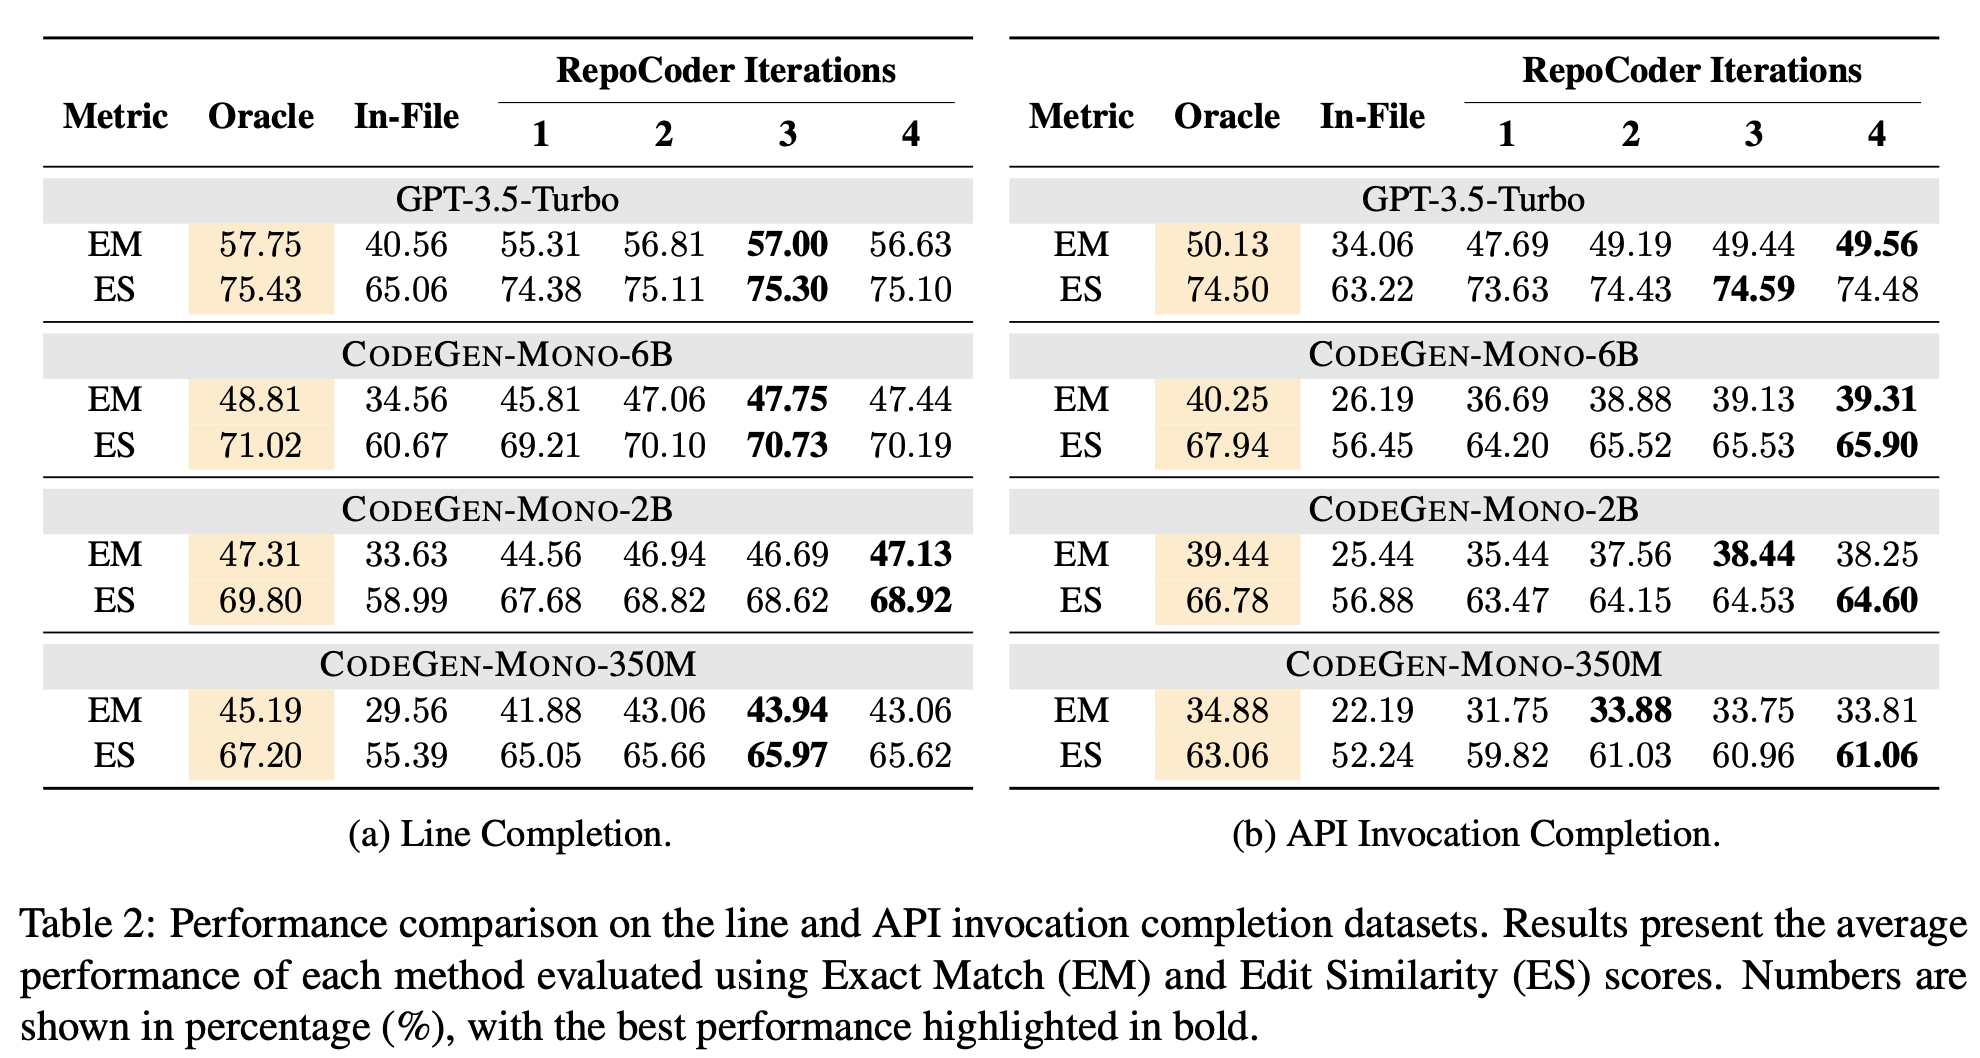 RepoCoder Iterations
Metric Oracle In-File
1 2 3 4
GPT-3.5-Turbo
EM 57.75 40.56 55.31 56.81 57.00 56.63
ES 75.43 65.06 74.38 75.11 75.30 75.10
CODEGEN-MONO-6B
EM 48.81 34.56 45.81 47.06 47.75 47.44
ES 71.02 60.67 69.21 70.10 70.73 70.19
CODEGEN-MONO-2B
EM 47.31 33.63 44.56 46.94 46.69 47.13
ES 69.80 58.99 67.68 68.82 68.62 68.92
CODEGEN-MONO-350M
EM 45.19 29.56 41.88 43.06 43.94 43.06
ES 67.20 55.39 65.05 65.66 65.97 65.62
(a) Line Completion.
RepoCoder Iterations
Metric Oracle In-File
1 2 3 4
GPT-3.5-Turbo
EM 50.13 34.06 47.69 49.19 49.44 49.56
ES 74.50 63.22 73.63 74.43 74.59 74.48
CODEGEN-MONO-6B
EM 40.25 26.19 36.69 38.88 39.13 39.31
ES 67.94 56.45 64.20 65.52 65.53 65.90
CODEGEN-MONO-2B
EM 39.44 25.44 35.44 37.56 38.44 38.25
ES 66.78 56.88 63.47 64.15 64.53 64.60
CODEGEN-MONO-350M
EM 34.88 22.19 31.75 33.88 33.75 33.81
ES 63.06 52.24 59.82 61.03 60.96 61.06
(b) API Invocation Completion.
Table 2: Performance comparison on the line and API invocation completion datasets. Results present the average
performance of each method evaluated using Exact Match (EM) and Edit Similarity (ES) scores. Numbers are
shown in percentage (%), with the best performance highlighted in bold.